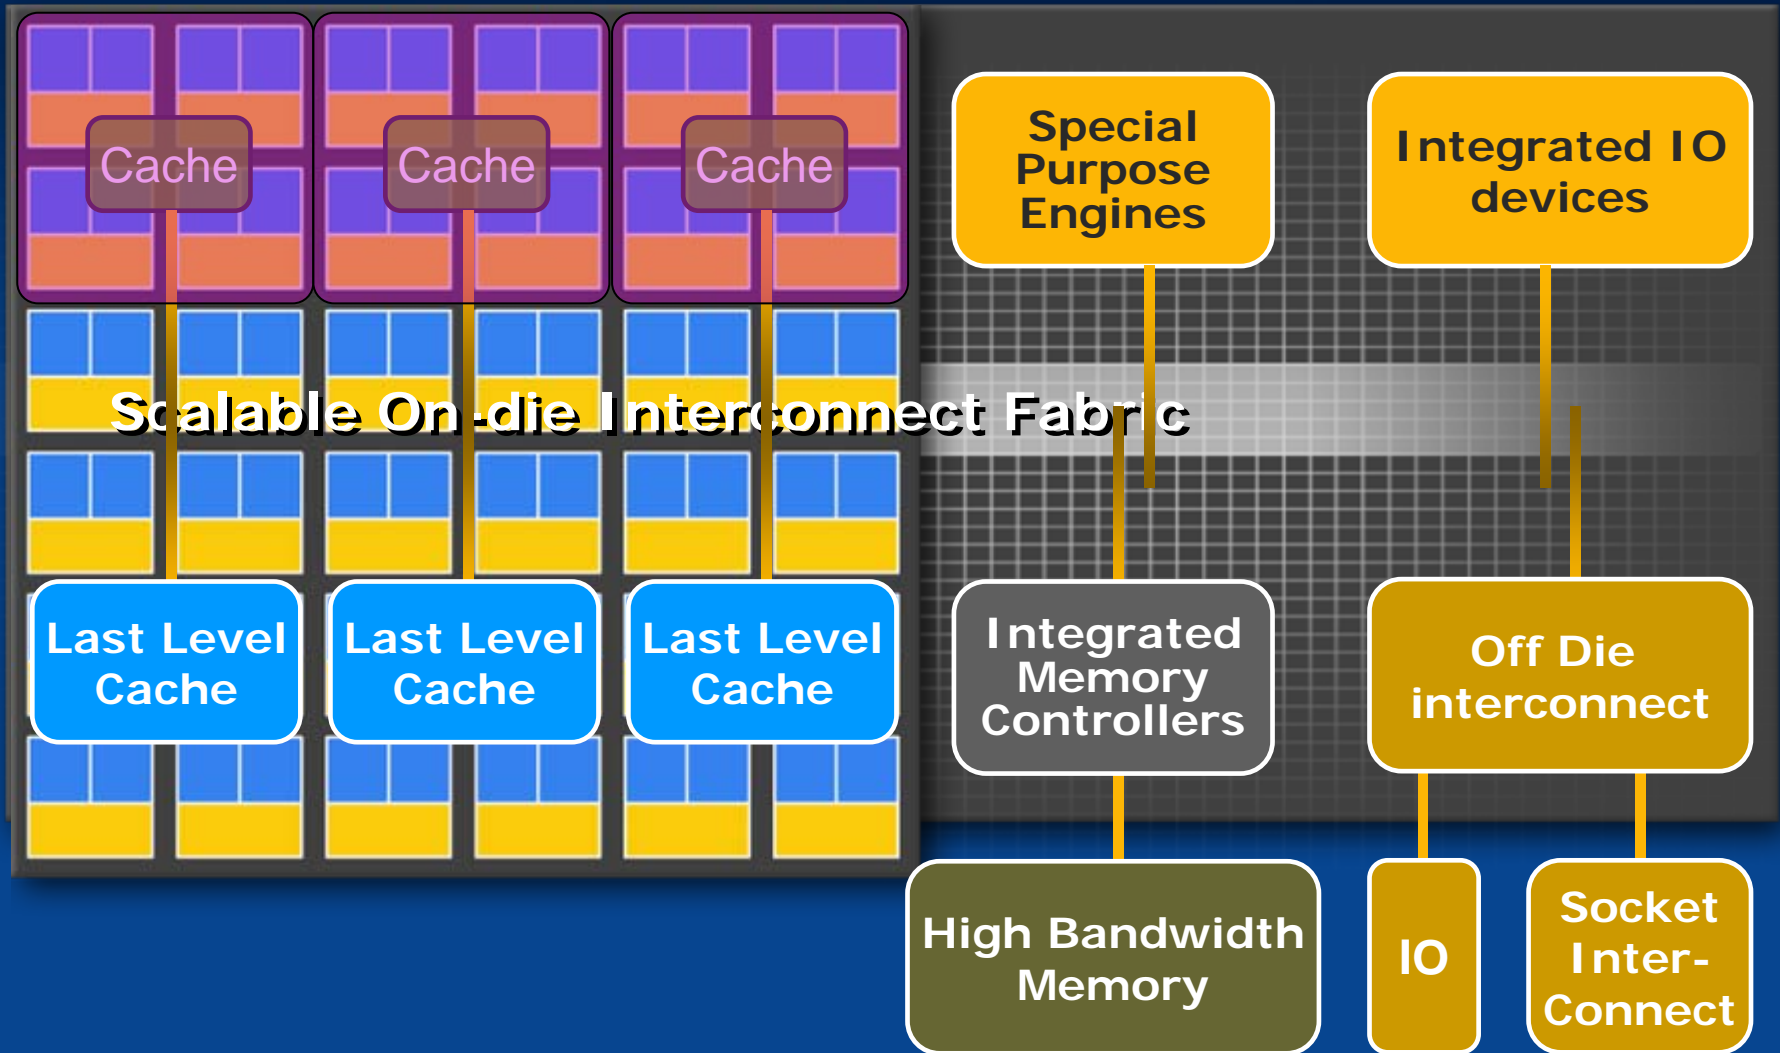 Cache
Cache
Cache
Special
Purpose
Engines
Integrated IO
devices
Scalable On-die Interconnect Fabric
Last Level
Cache
Last Level
Cache
Last Level
Cache
Integrated
Memory
Controllers
Off Die
interconnect
High Bandwidth
Memory
IO
Socket
Inter-
Connect